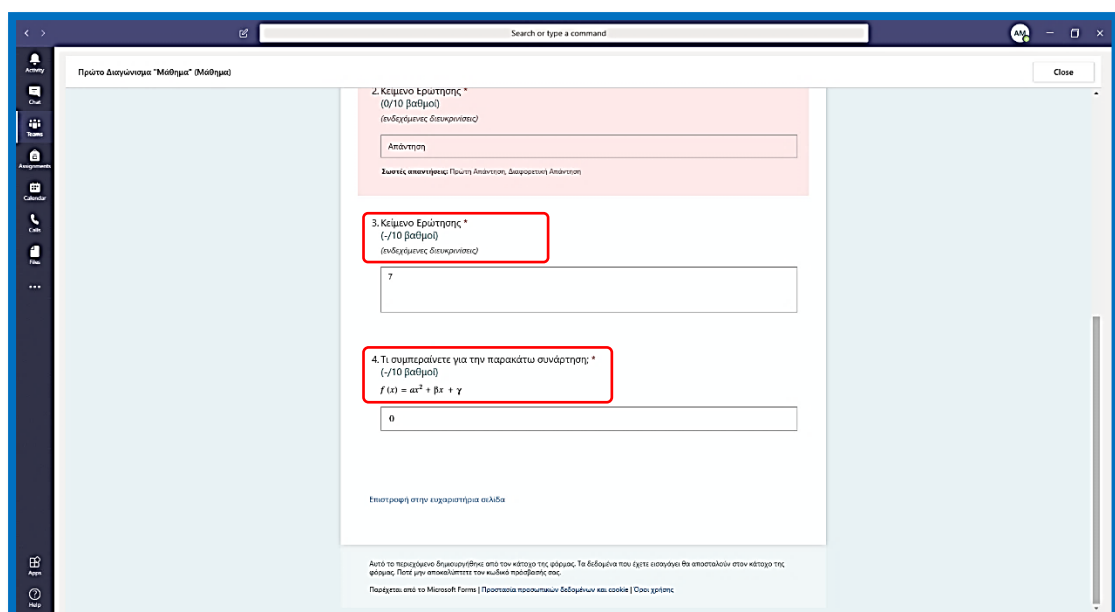 Search or type a command
AM
Activity
Chat
Teams
Assignments
Calendar
Calls
Files
Apps
Help
Πρώτο Διαγώνισμα "Μάθημα" (Μάθημα)
Close
2. Κείμενο Ερώτησης *
(0/10 βαθμοί)
(ενδεχόμενες διευκρινίσεις)
Απάντηση
Σωστές απαντήσεις: Πρωτη Απάντηση, Διαφορετική Απάντηση
3. Κείμενο Ερώτησης *
(-/10 βαθμοί)
(ενδεχόμενες διευκρινίσεις)
7
4. Τι συμπεραίνετε για την παρακάτω συνάρτηση; *
(-/10 βαθμοί)
f (x) = αx² + βx + γ
0
Επιστροφή στην ευχαριστήρια σελίδα
Αυτό το περιεχόμενο δημιουργήθηκε από τον κάτοχο της φόρμας. Τα δεδομένα που έχετε εισαγάγει θα αποσταλούν στον κάτοχο της
φόρμας. Ποτέ μην αποκαλύπτετε τον κωδικό πρόσβασής σας.
Παρέχεται από το Microsoft Forms | Προστασία προσωπικών δεδομένων και cookie | Όροι χρήσης